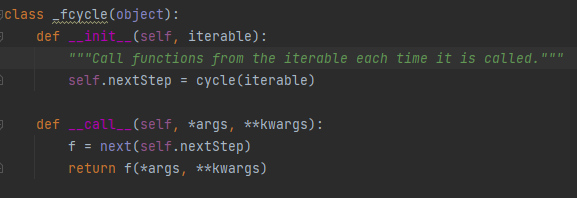 class _fcycle(object):
    def __init__(self, iterable):
        """Call functions from the iterable each time it is called."""
        self.nextStep = cycle(iterable)

    def __call__(self, *args, **kwargs):
        f = next(self.nextStep)
        return f(*args, **kwargs)